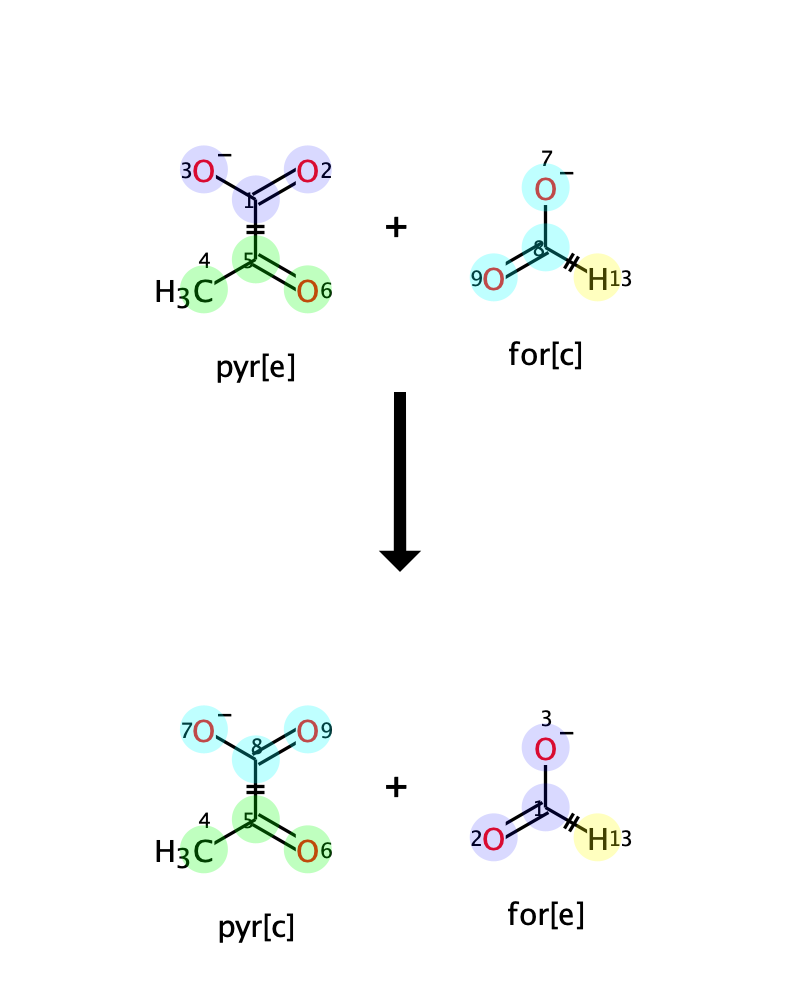 3O⁻ O2
1
4 5
H₃C O6
pyr[e]
+
7
O⁻
8
9O H13
for[c]
7O⁻ O9
8
4 5
H₃C O6
pyr[c]
+
3
O⁻
1
2O H13
for[e]